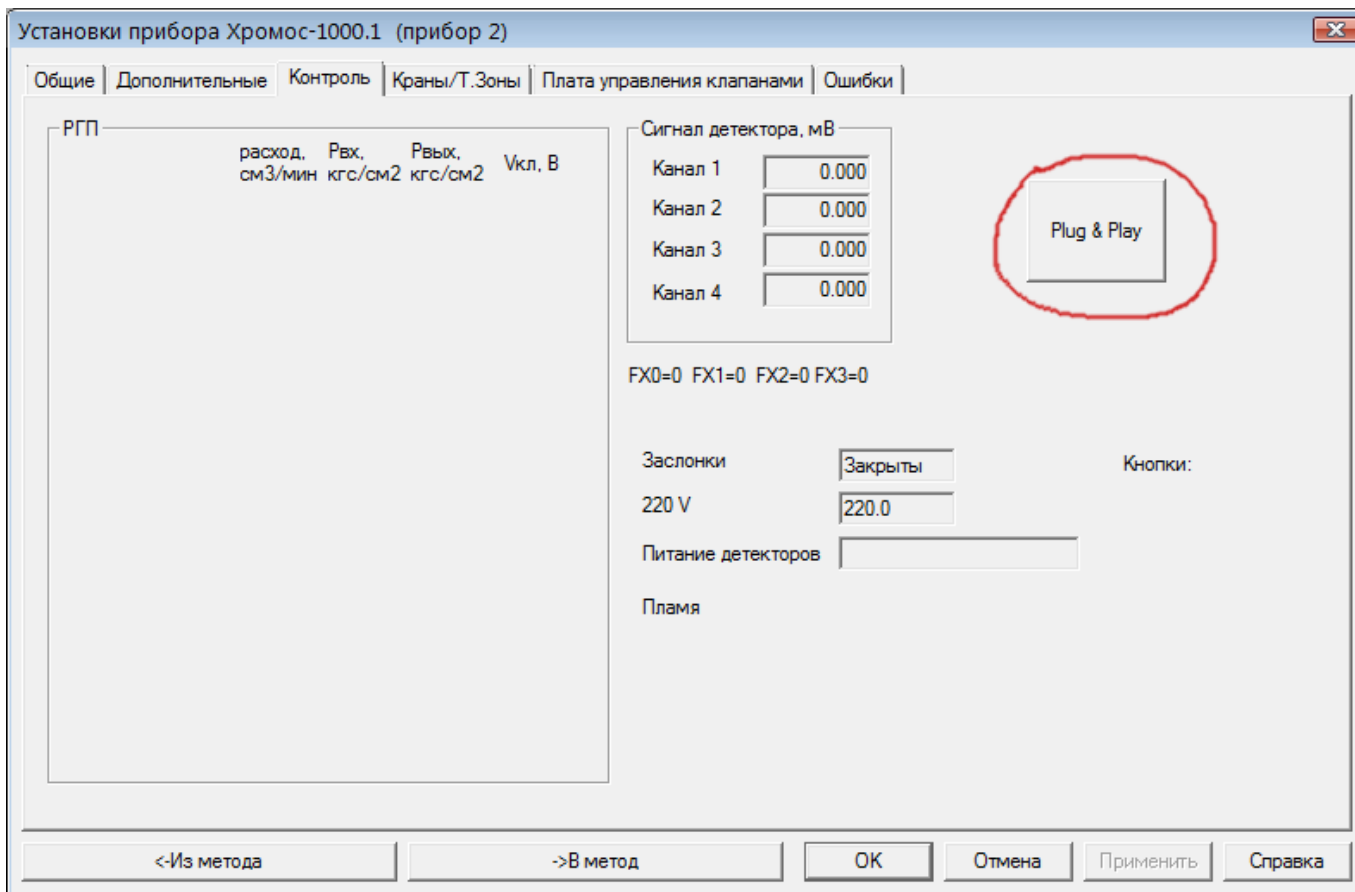 Установки прибора Хромос-1000.1 (прибор 2)
Общие Дополнительные Контроль Краны/Т.Зоны Плата управления клапанами Ошибки
РГП
расход, Рвх, Рвых, Vкл, В
см3/мин кгс/см2 кгс/см2
Сигнал детектора, мВ
Канал 1 0.000
Канал 2 0.000
Канал 3 0.000
Канал 4 0.000
Plug & Play
FX0=0 FX1=0 FX2=0 FX3=0
Заслонки Закрыты Кнопки:
220 V 220.0
Питание детекторов
Пламя
<-Из метода ->В метод OK Отмена Применить Справка